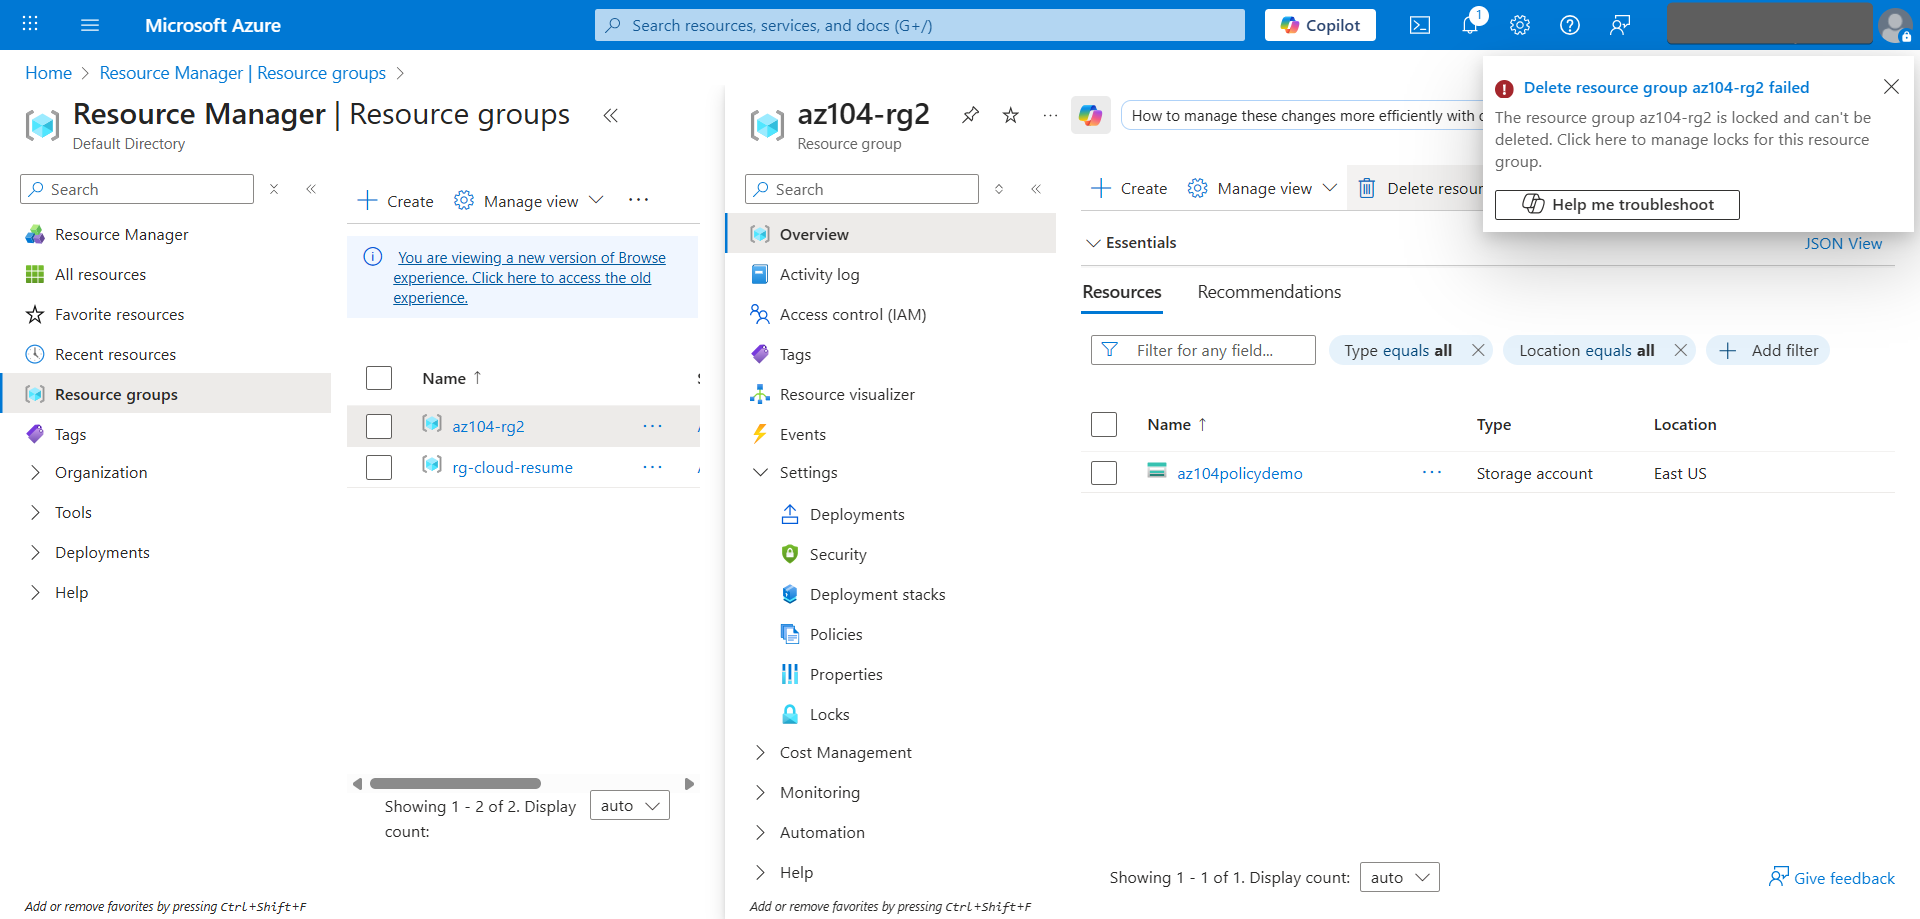 Microsoft Azure
Search resources, services, and docs (G+/)
Copilot
1
Home
Resource Manager | Resource groups
Resource Manager | Resource groups
Default Directory
Search
Resource Manager
All resources
Favorite resources
Recent resources
Resource groups
Tags
Organization
Tools
Deployments
Help
Add or remove favorites by pressing Ctrl+Shift+F
Create
Manage view
You are viewing a new version of Browse
experience. Click here to access the old
experience.
Name ↑
az104-rg2
rg-cloud-resume
Showing 1 - 2 of 2. Display
count:
auto
az104-rg2
Resource group
How to manage these changes more efficiently with
Search
Overview
Activity log
Access control (IAM)
Tags
Resource visualizer
Events
Settings
Deployments
Security
Deployment stacks
Policies
Properties
Locks
Cost Management
Monitoring
Automation
Help
Add or remove favorites by pressing Ctrl+Shift+F
Create
Manage view
Delete resour
Essentials
JSON View
Resources
Recommendations
Filter for any field...
Type equals all
Location equals all
Add filter
Name ↑
Type
Location
az104policydemo
Storage account
East US
Showing 1 - 1 of 1. Display count:
auto
Give feedback
Delete resource group az104-rg2 failed
The resource group az104-rg2 is locked and can't be
deleted. Click here to manage locks for this resource
group.
Help me troubleshoot